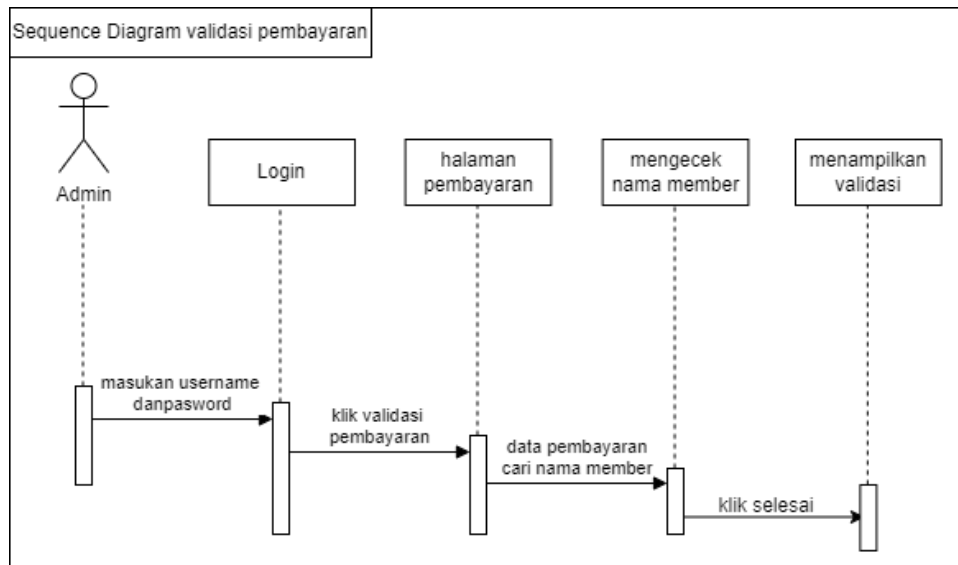 Sequence Diagram validasi pembayaran
Admin
Login
halaman
pembayaran
mengecek
nama member
menampilkan
validasi
masukan username
danpasword
klik validasi
pembayaran
data pembayaran
cari nama member
klik selesai